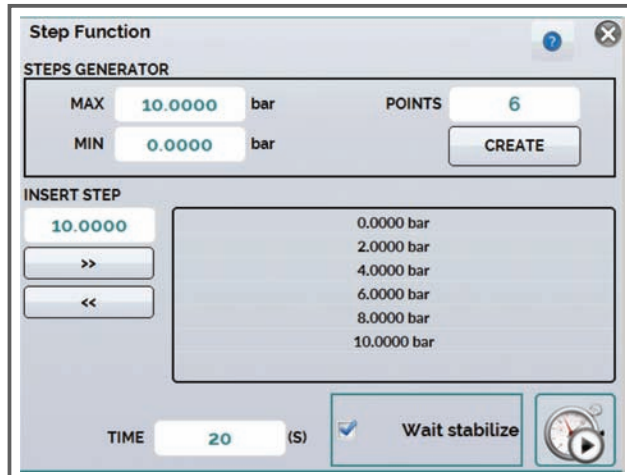 Step Function
?
STEPS GENERATOR
MAX 10.0000 bar POINTS 6
MIN 0.0000 bar CREATE
INSERT STEP
10.0000
>>
<<
0.0000 bar
2.0000 bar
4.0000 bar
6.0000 bar
8.0000 bar
10.0000 bar
TIME 20 (S) Wait stabilize